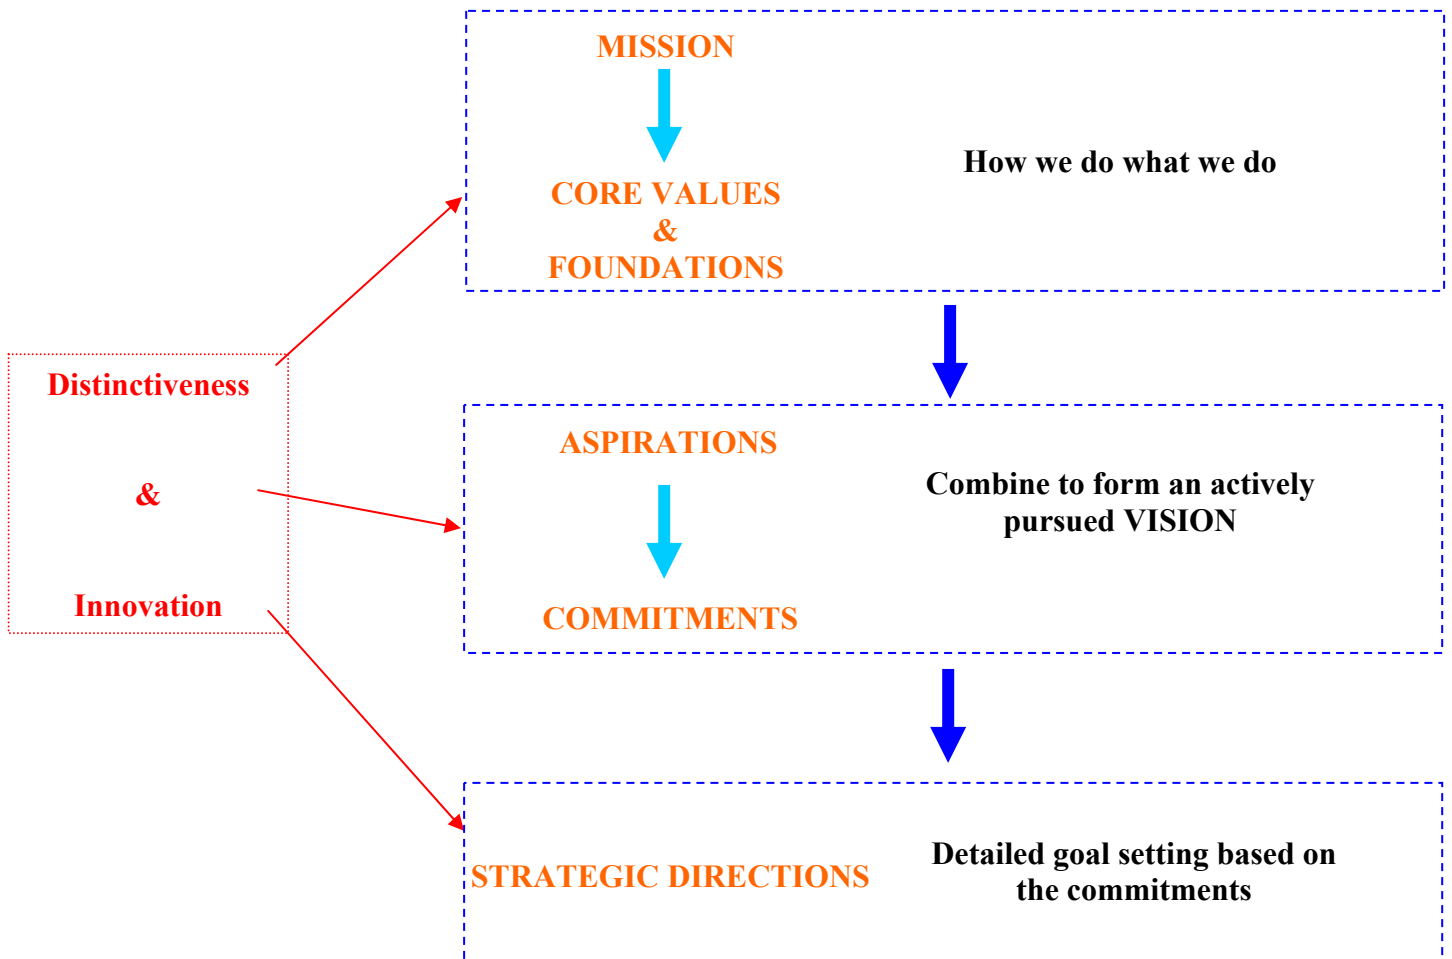 MISSION
CORE VALUES
&
FOUNDATIONS
How we do what we do
Distinctiveness
&
Innovation
ASPIRATIONS
COMMITMENTS
Combine to form an actively
pursued VISION
STRATEGIC DIRECTIONS
Detailed goal setting based on
the commitments